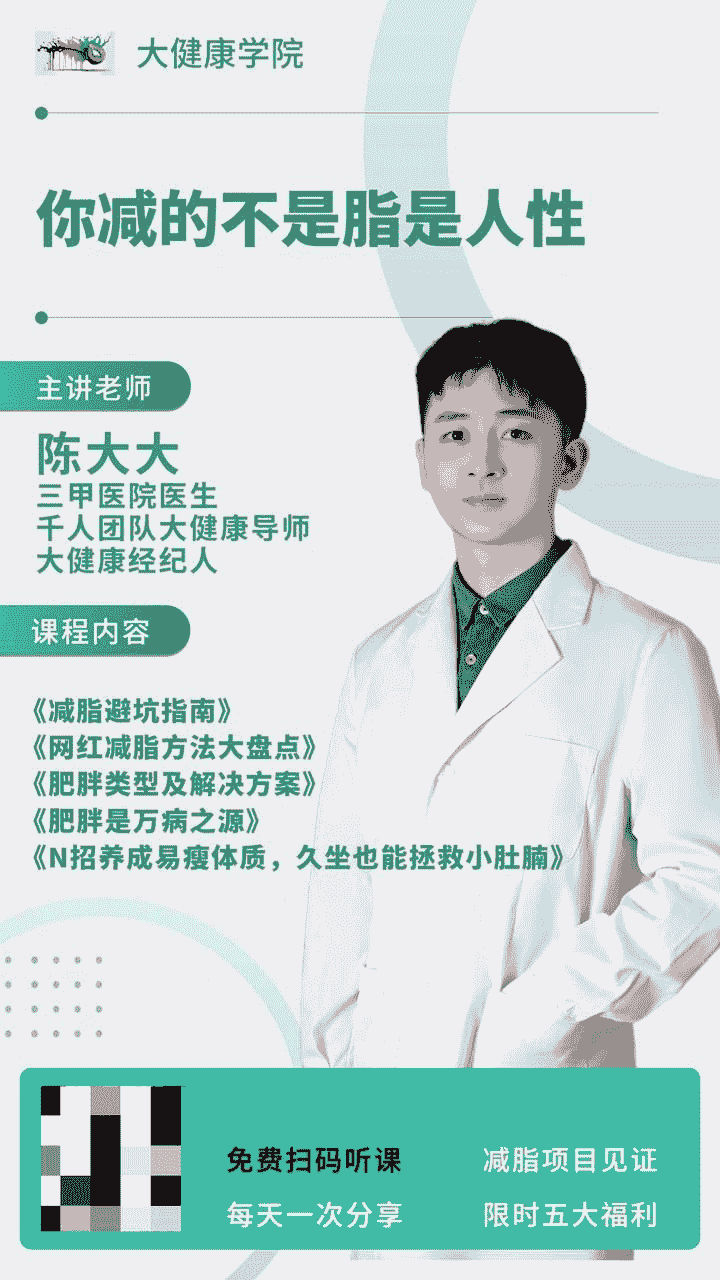 大健康学院
你减的不是脂是人性
主讲老师
陈大大
三甲医院医生
千人团队大健康导师
大健康经纪人
课程内容
《减脂避坑指南》
《网红减脂方法大盘点》
《肥胖类型及解决方案》
《肥胖是万病之源》
《N招养成易瘦体质，久坐也能拯救小肚腩》
免费扫码听课
减脂项目见证
每天一次分享
限时五大福利